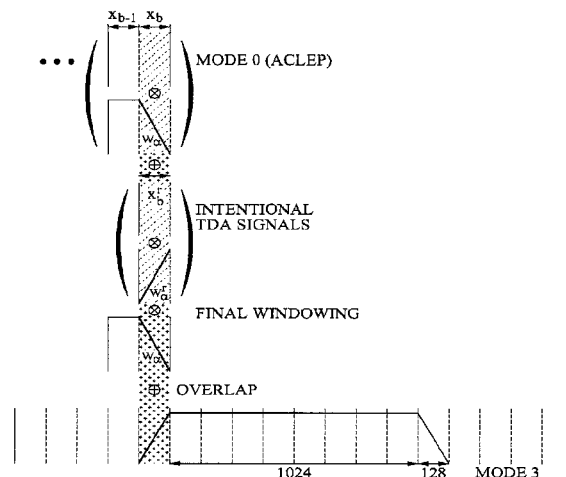 x_{b-1} x_b
••• MODE 0 (ACLEP)
⊗
w_α
⊕
x_b^r
INTENTIONAL
TDA SIGNALS
⊗
w_α^r
⊗ FINAL WINDOWING
w_α
⊕ OVERLAP
1024 128 MODE 3